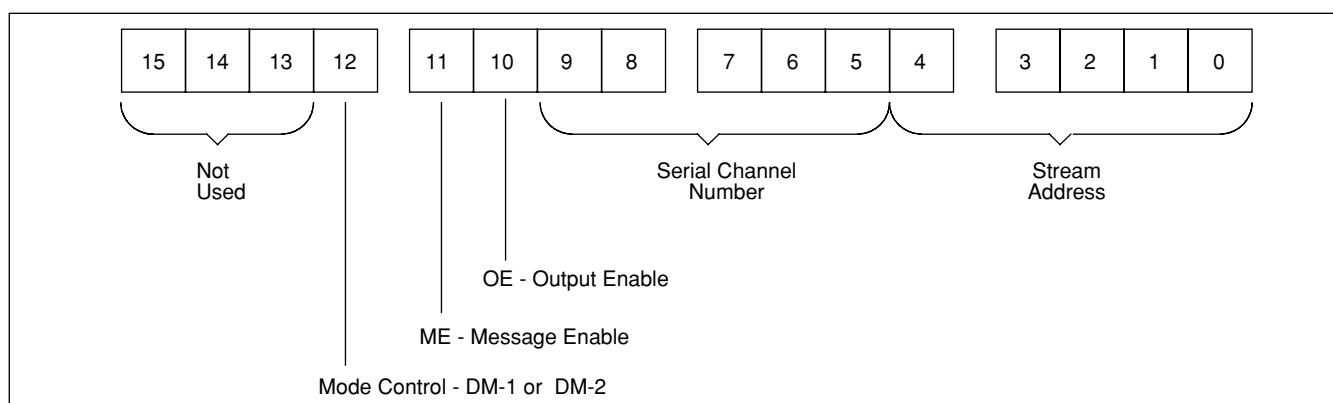 15 14 13 12 11 10 9 8 7 6 5 4 3 2 1 0
Not
Used
Serial Channel
Number
Stream
Address
OE - Output Enable
ME - Message Enable
Mode Control - DM-1 or DM-2